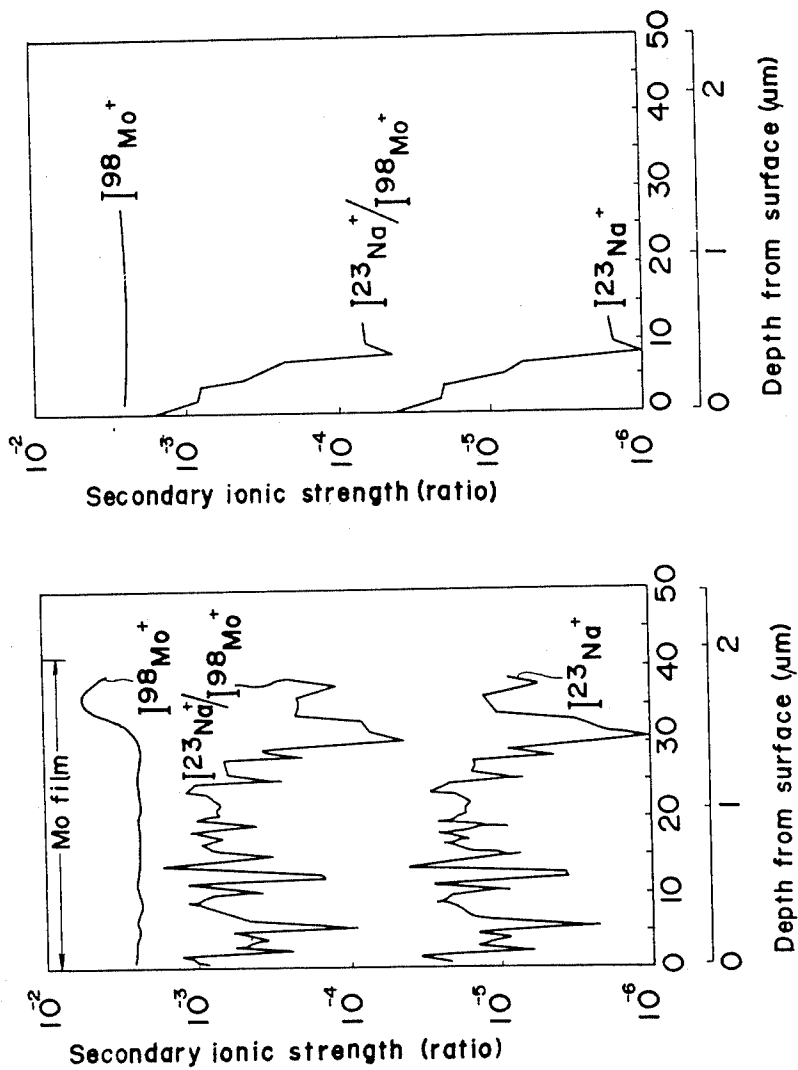 Secondary ionic strength (ratio)
10⁻²
10⁻³
10⁻⁴
10⁻⁵
10⁻⁶
Mo film
I⁹⁸Mo⁺
I²³Na⁺/I⁹⁸Mo⁺
I²³Na⁺
0 10 20 30 40 50
0 1 2
Depth from surface (μm)
Secondary ionic strength (ratio)
10⁻²
10⁻³
10⁻⁴
10⁻⁵
10⁻⁶
I⁹⁸Mo⁺
I²³Na⁺/I⁹⁸Mo⁺
I²³Na⁺
0 10 20 30 40 50
0 1 2
Depth from surface (μm)